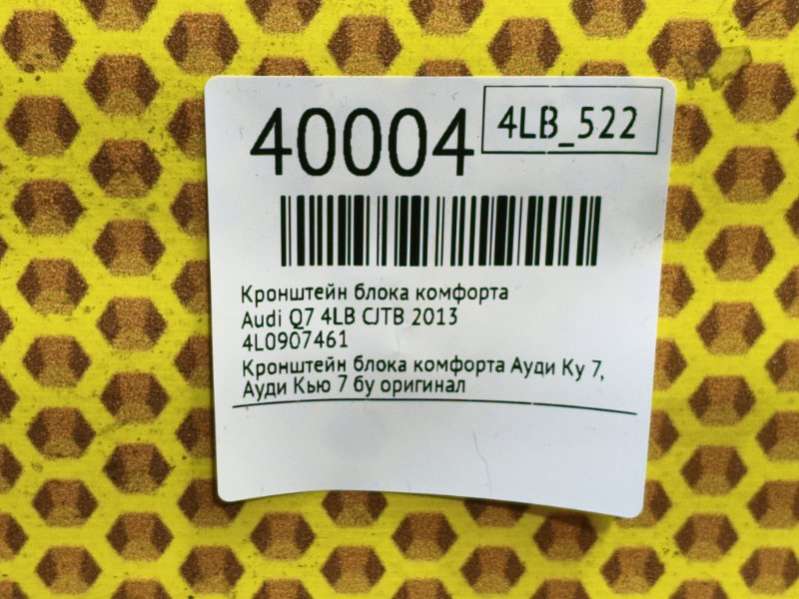 40004
4LB_522
Кронштейн блока комфорта
Audi Q7 4LB CJTB 2013
4L0907461
Кронштейн блока комфорта Ауди Ку 7,
Ауди Кью 7 бу оригинал